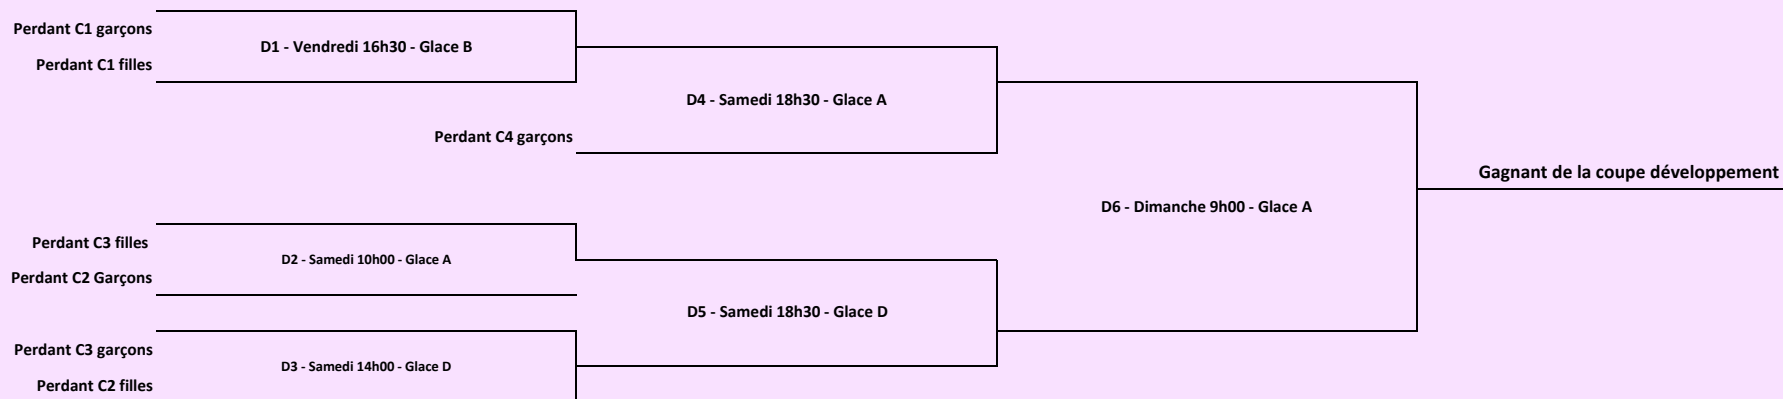 Perdant C1 garçons
D1 - Vendredi 16h30 - Glace B
Perdant C1 filles
D4 - Samedi 18h30 - Glace A
Perdant C4 garçons
Gagnant de la coupe développement
D6 - Dimanche 9h00 - Glace A
Perdant C3 filles
D2 - Samedi 10h00 - Glace A
Perdant C2 Garçons
D5 - Samedi 18h30 - Glace D
Perdant C3 garçons
D3 - Samedi 14h00 - Glace D
Perdant C2 filles